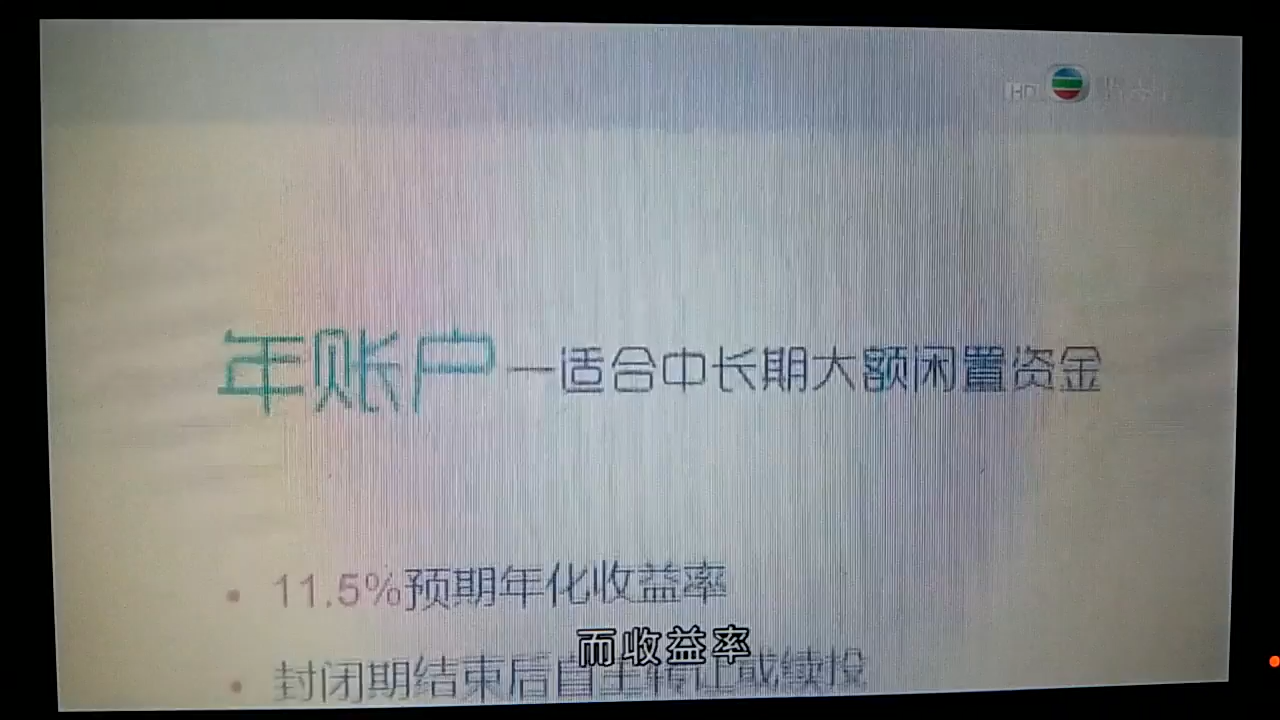 HD
年账户—适合中长期大额闲置资金
• 11.5%预期年化收益率
而收益率
• 封闭期结束后自主转让或续投